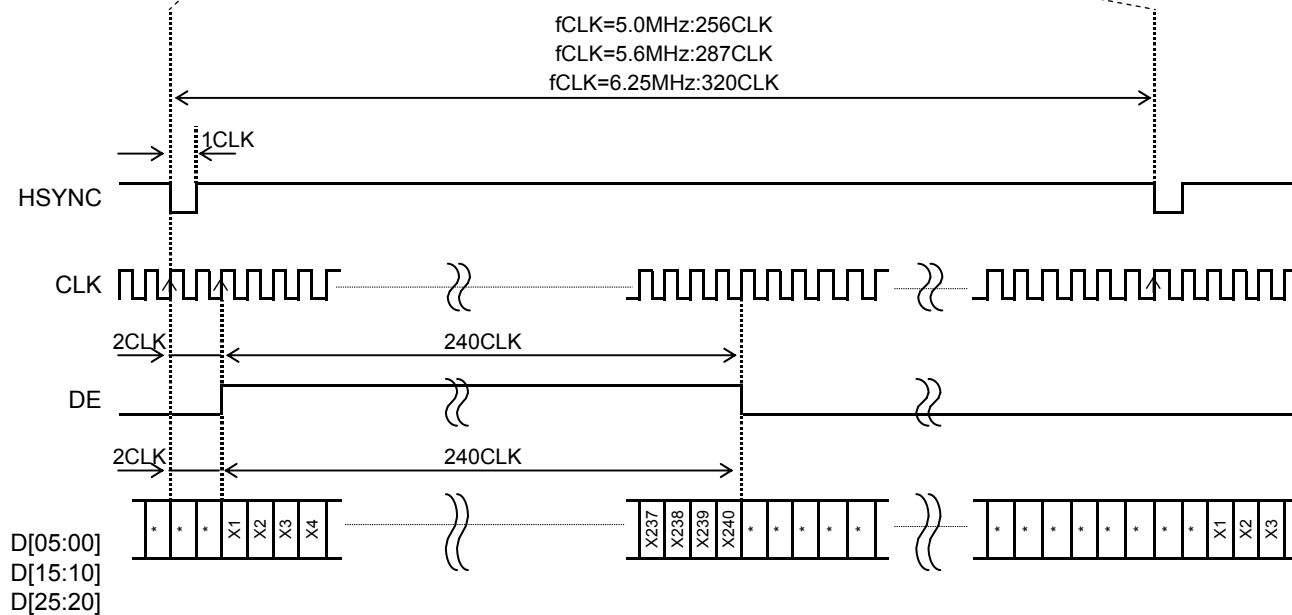 fCLK=5.0MHz:256CLK
fCLK=5.6MHz:287CLK
fCLK=6.25MHz:320CLK
1CLK
HSYNC
CLK
2CLK 240CLK
DE
2CLK 240CLK
* * * X1 X2 X3 X4 X237 X238 X239 X240 * * * * * * * * * * * * * * X1 X2 X3
D[05:00]
D[15:10]
D[25:20]